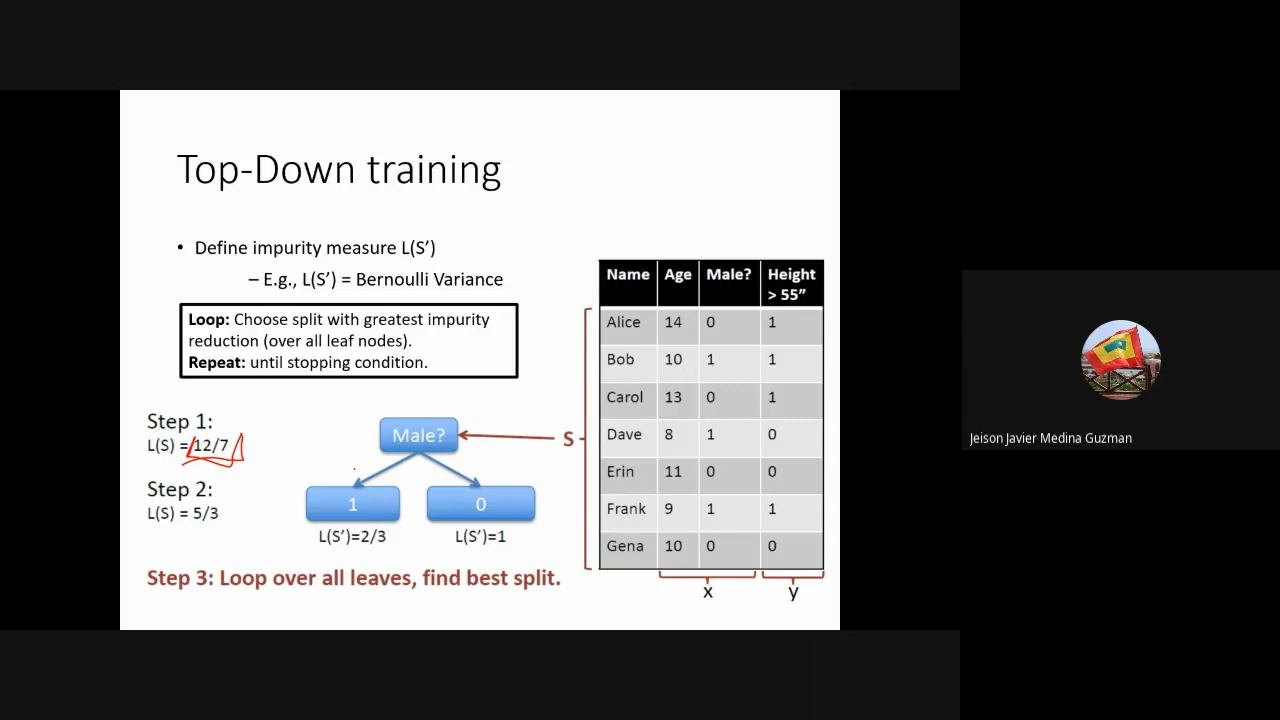 Top-Down training
• Define impurity measure L(S’)
– E.g., L(S’) = Bernoulli Variance
Loop: Choose split with greatest impurity
reduction (over all leaf nodes).
Repeat: until stopping condition.
Step 1:
L(S) = 12/7
Step 2:
L(S) = 5/3
Male?
1
0
L(S’)=2/3
L(S’)=1
Step 3: Loop over all leaves, find best split.
S
Name Age Male? Height
> 55”
Alice 14 0 1
Bob 10 1 1
Carol 13 0 1
Dave 8 1 0
Erin 11 0 0
Frank 9 1 1
Gena 10 0 0
x
y
Jeison Javier Medina Guzman